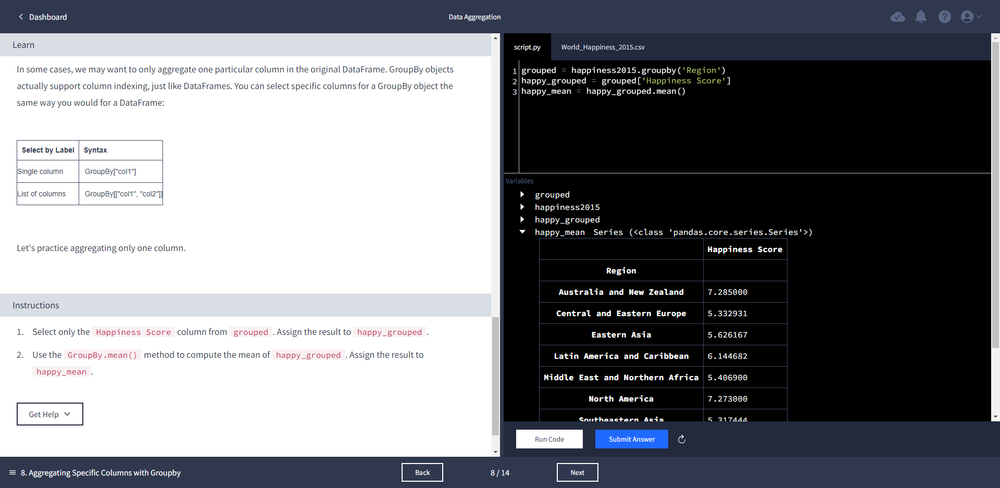 Dashboard
Data Aggregation
Learn
In some cases, we may want to only aggregate one particular column in the original DataFrame. GroupBy objects
actually support column indexing, just like DataFrames. You can select specific columns for a GroupBy object the
same way you would for a DataFrame:
Select by Label Syntax
Single column GroupBy["col1"]
List of columns GroupBy[["col1", "col2"]]
Let's practice aggregating only one column.
Instructions
1. Select only the Happiness Score column from grouped . Assign the result to happy_grouped .
2. Use the GroupBy.mean() method to compute the mean of happy_grouped . Assign the result to
happy_mean .
Get Help
script.py World_Happiness_2015.csv
1 grouped = happiness2015.groupby('Region')
2 happy_grouped = grouped['Happiness Score']
3 happy_mean = happy_grouped.mean()
Variables
grouped
happiness2015
happy_grouped
happy_mean Series (<class 'pandas.core.series.Series'>)
Happiness Score
Region
Australia and New Zealand 7.285000
Central and Eastern Europe 5.332931
Eastern Asia 5.626167
Latin America and Caribbean 6.144682
Middle East and Northern Africa 5.406900
North America 7.273000
Southeastern Asia 5.317444
Run Code Submit Answer
8. Aggregating Specific Columns with Groupby
Back 8 / 14 Next